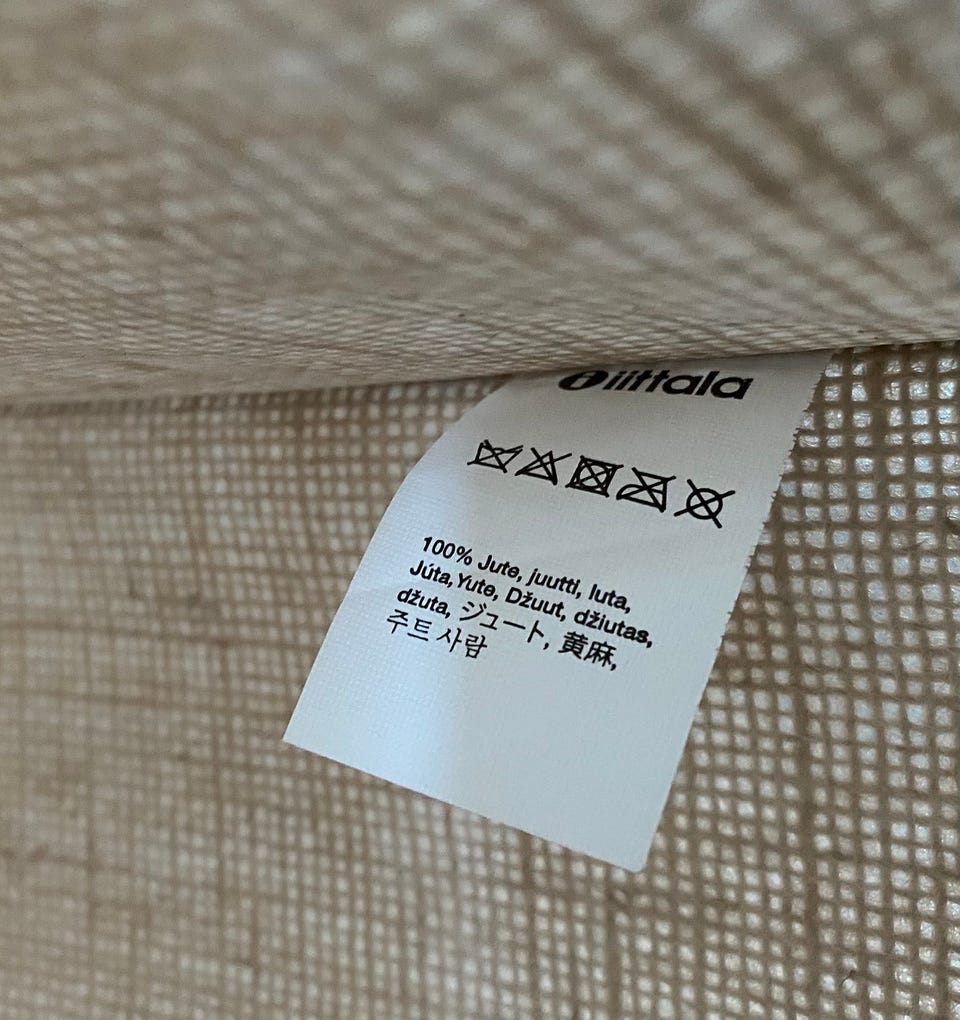 iittala
100% Jute, juutti, Iuta,
Júta, Yute, Džuut, džiutas,
džuta, ジュート, 黄麻,
주트 사람